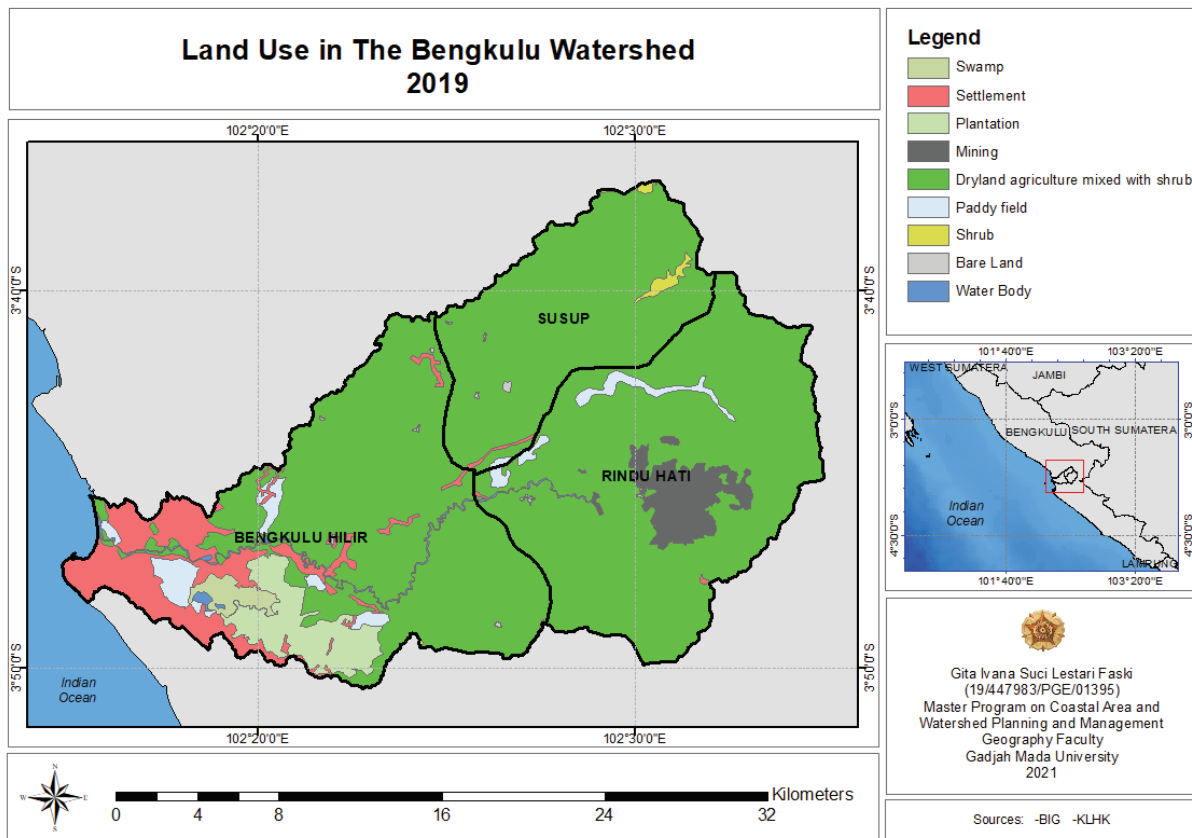 Land Use in The Bengkulu Watershed
2019
102°20'0"E
102°30'0"E
3°40'0"S
3°40'0"S
SUSUP
RINDU HATI
BENGKULU HILIR
3°50'0"S
3°50'0"S
Indian
Ocean
102°20'0"E
102°30'0"E
N
W
E
S
0
4
8
16
24
32
Kilometers
Legend
Swamp
Settlement
Plantation
Mining
Dryland agriculture mixed with shrub
Paddy field
Shrub
Bare Land
Water Body
101°40'0"E
103°20'0"E
WEST SUMATERA
JAMBI
3°0'0"S
3°0'0"S
BENGKULU
SOUTH SUMATERA
Indian
Ocean
4°30'0"S
4°30'0"S
LAMPUNG
101°40'0"E
103°20'0"E
Gita Ivana Suci Lestari Faski
(19/447983/PGE/01395)
Master Program on Coastal Area and
Watershed Planning and Management
Geography Faculty
Gadjah Mada University
2021
Sources: -BIG -KLHK